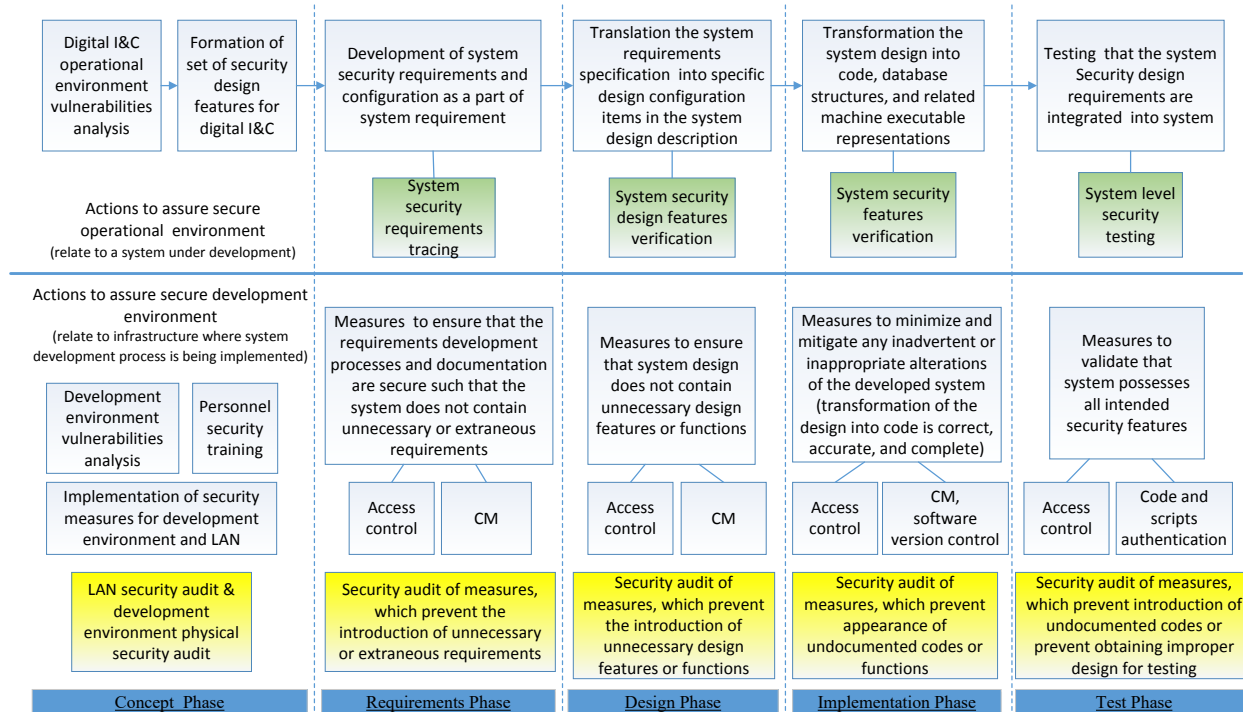 Digital I&C
operational
environment
vulnerabilities
analysis
Formation of
set of security
design
features for
digital I&C
Development of system
security requirements and
configuration as a part of
system requirement
Translation the system
requirements
specification into specific
design configuration
items in the system
design description
Transformation the
system design into
code, database
structures, and related
machine executable
representations
Testing that the system
Security design
requirements are
integrated into system
System
security
requirements
tracing
System security
design features
verification
System security
features
verification
System level
security
testing
Actions to assure secure
operational environment
(relate to a system under development)
Actions to assure secure development
environment
(relate to infrastructure where system
development process is being implemented)
Development
environment
vulnerabilities
analysis
Personnel
security
training
Implementation of security
measures for development
environment and LAN
Measures to ensure that the
requirements development
processes and documentation
are secure such that the
system does not contain
unnecessary or extraneous
requirements
Access
control
CM
Measures to ensure
that system design
does not contain
unnecessary design
features or functions
Access
control
CM
Measures to minimize and
mitigate any inadvertent or
inappropriate alterations
of the developed system
(transformation of the
design into code is correct,
accurate, and complete)
Access
control
CM,
software
version control
Measures to
validate that
system possesses
all intended
security features
Access
control
Code and
scripts
authentication
LAN security audit &
development
environment physical
security audit
Security audit of measures,
which prevent the
introduction of unnecessary
or extraneous requirements
Security audit of
measures, which prevent
the introduction of
unnecessary design
features or functions
Security audit of
measures, which prevent
appearance of
undocumented codes or
functions
Security audit of measures,
which prevent introduction of
undocumented codes or
prevent obtaining improper
design for testing
Concept Phase
Requirements Phase
Design Phase
Implementation Phase
Test Phase